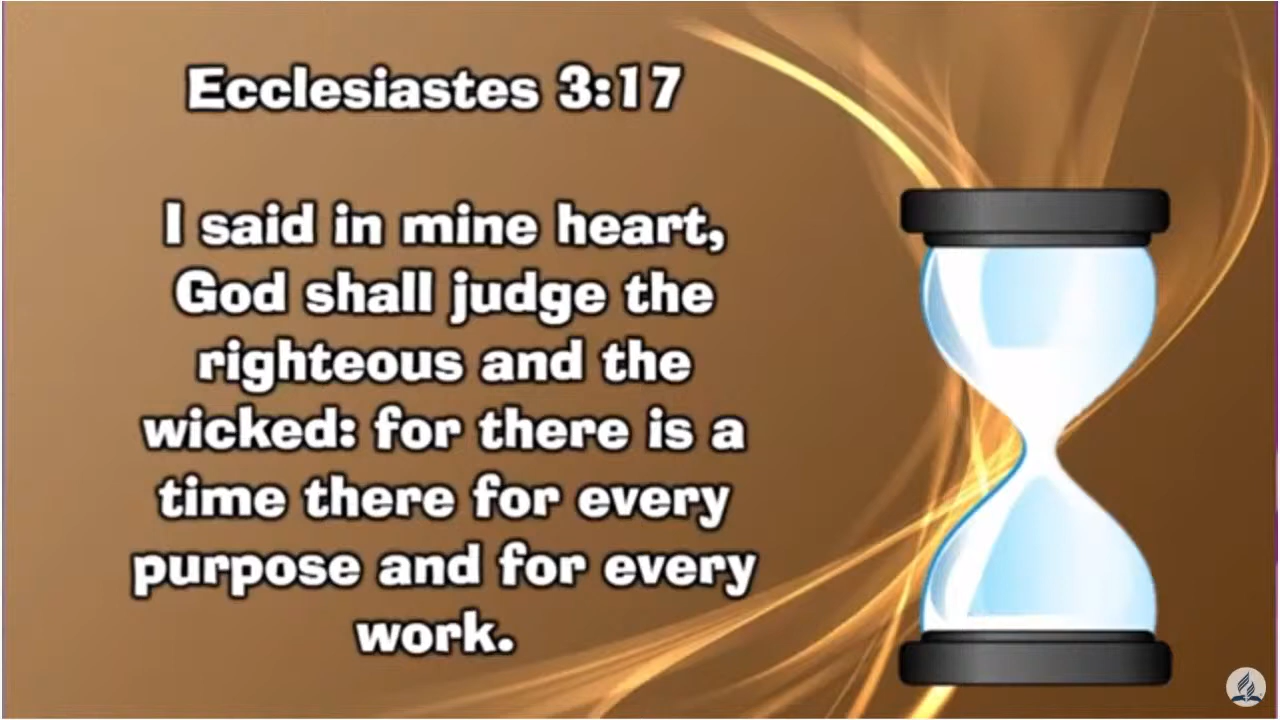 Ecclesiastes 3:17
I said in mine heart,
God shall judge the
righteous and the
wicked: for there is a
time there for every
purpose and for every
work.